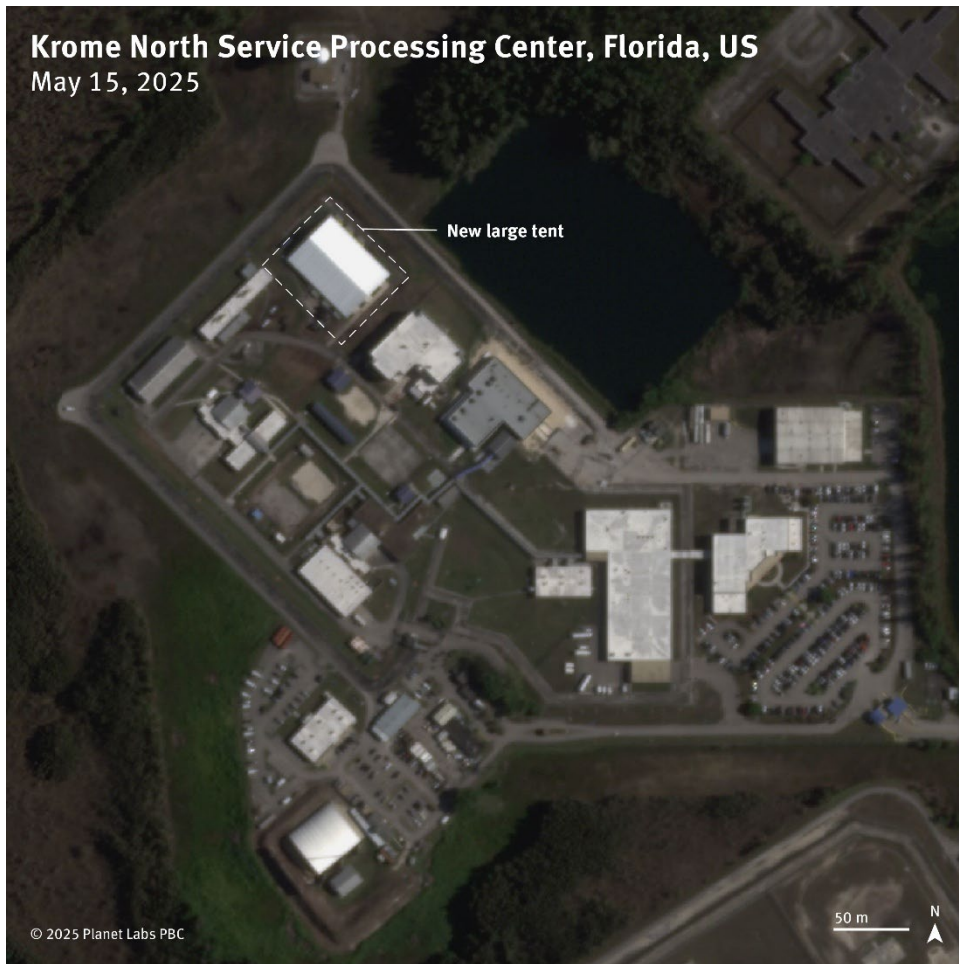 Krome North Service Processing Center, Florida, US
May 15, 2025
New large tent
50 m
N
© 2025 Planet Labs PBC